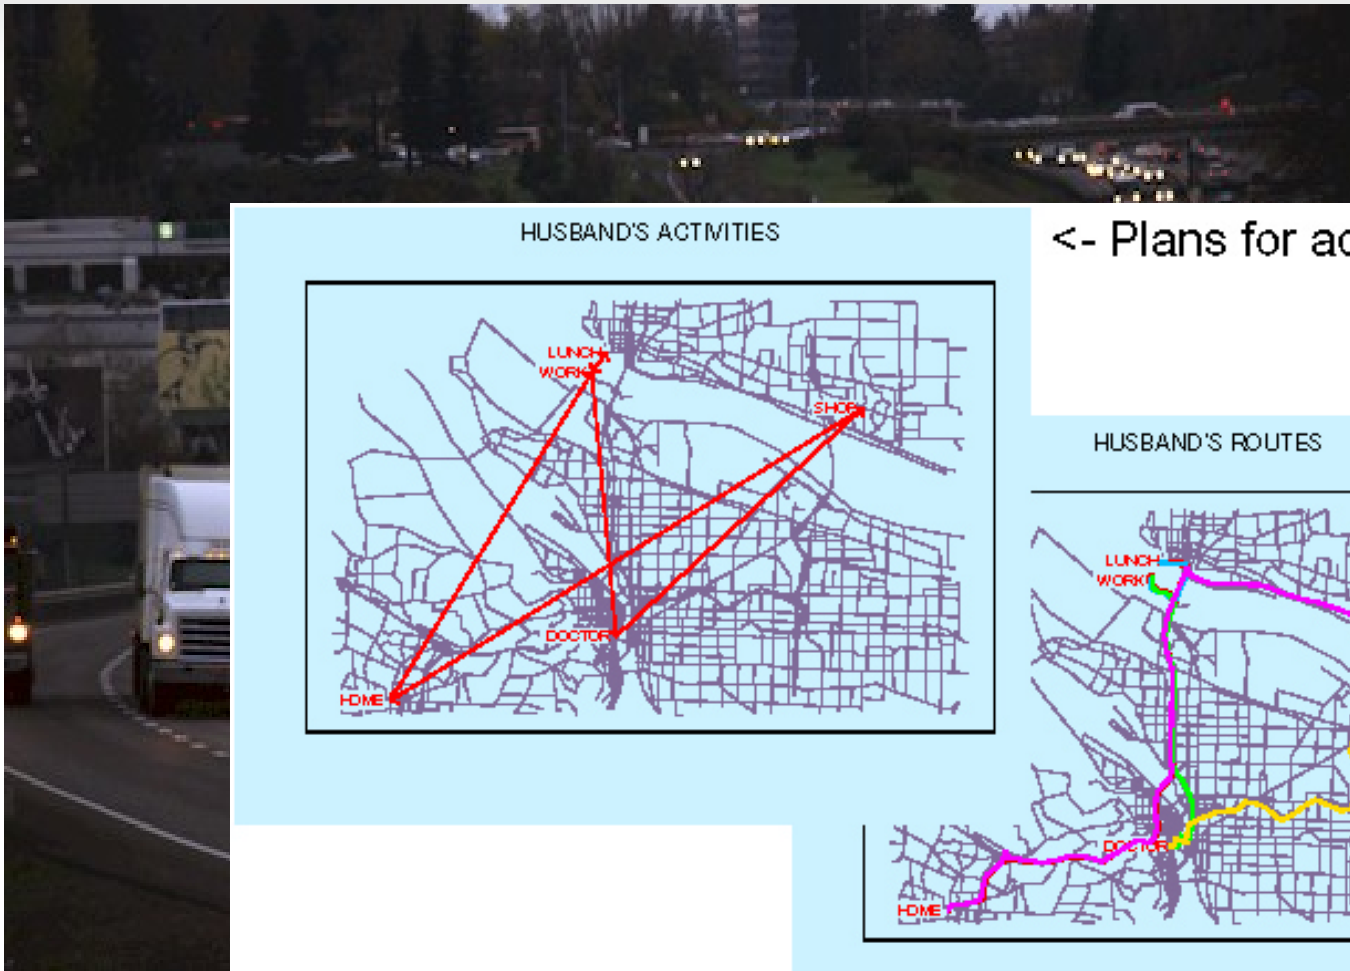 HUSBAND'S ACTIVITIES
<- Plans for ac
LUNCH
WORK
SHOP
DOCTOR
HOME
HUSBAND'S ROUTES
LUNCH
WORK
DOCTOR
HOME